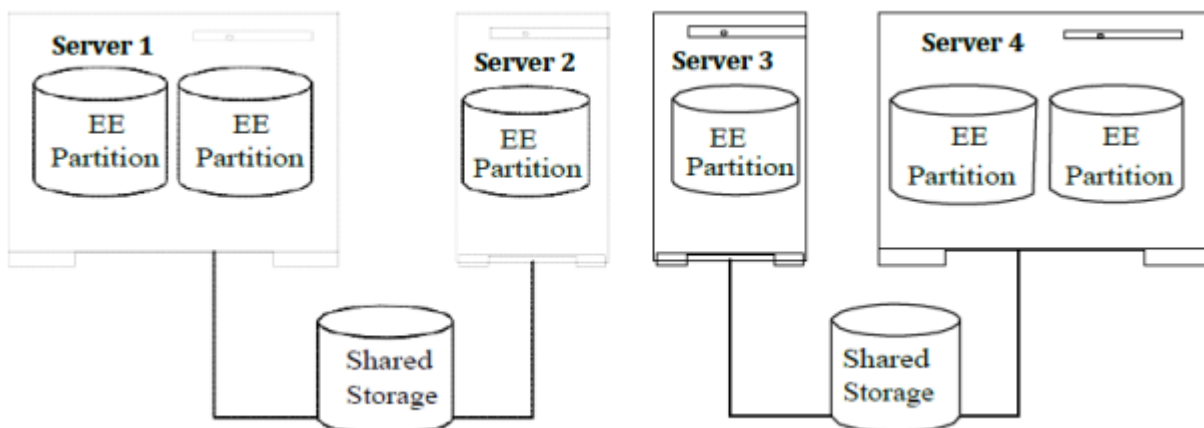 Server 1
EE
Partition
EE
Partition
Server 2
EE
Partition
Server 3
EE
Partition
Server 4
EE
Partition
EE
Partition
Shared
Storage
Shared
Storage